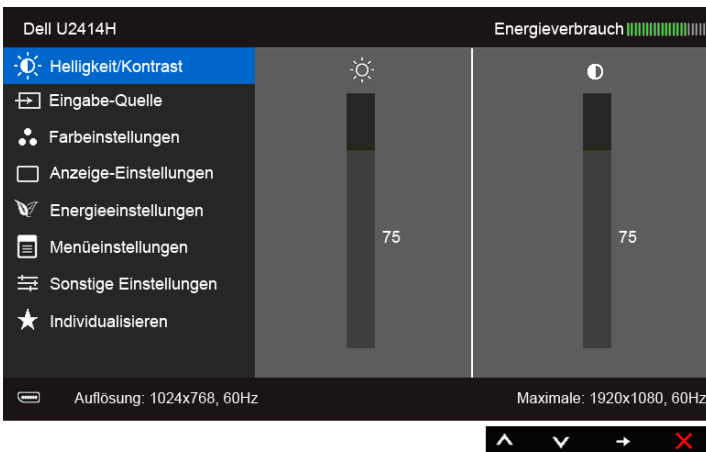 Dell U2414H
Energieverbrauch
Helligkeit/Kontrast
Eingabe-Quelle
Farbeinstellungen
Anzeige-Einstellungen
Energieeinstellungen
Menüeinstellungen
Sonstige Einstellungen
Individualisieren
75
75
Auflösung: 1024x768, 60Hz
Maximale: 1920x1080, 60Hz